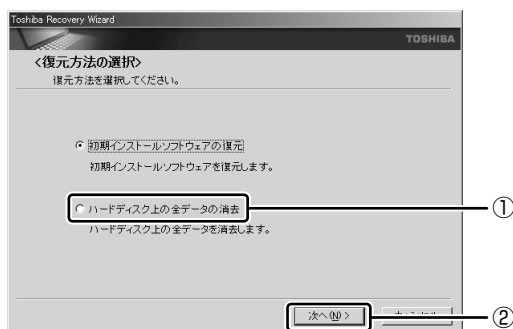 Toshiba Recovery Wizard
TOSHIBA
<復元方法の選択>
復元方法を選択してください。
初期インストールソフトウェアの復元
初期インストールソフトウェアを復元します。
ハードディスク上の全データの消去
①
ハードディスク上の全データを消去します。
次へ(N) >
②